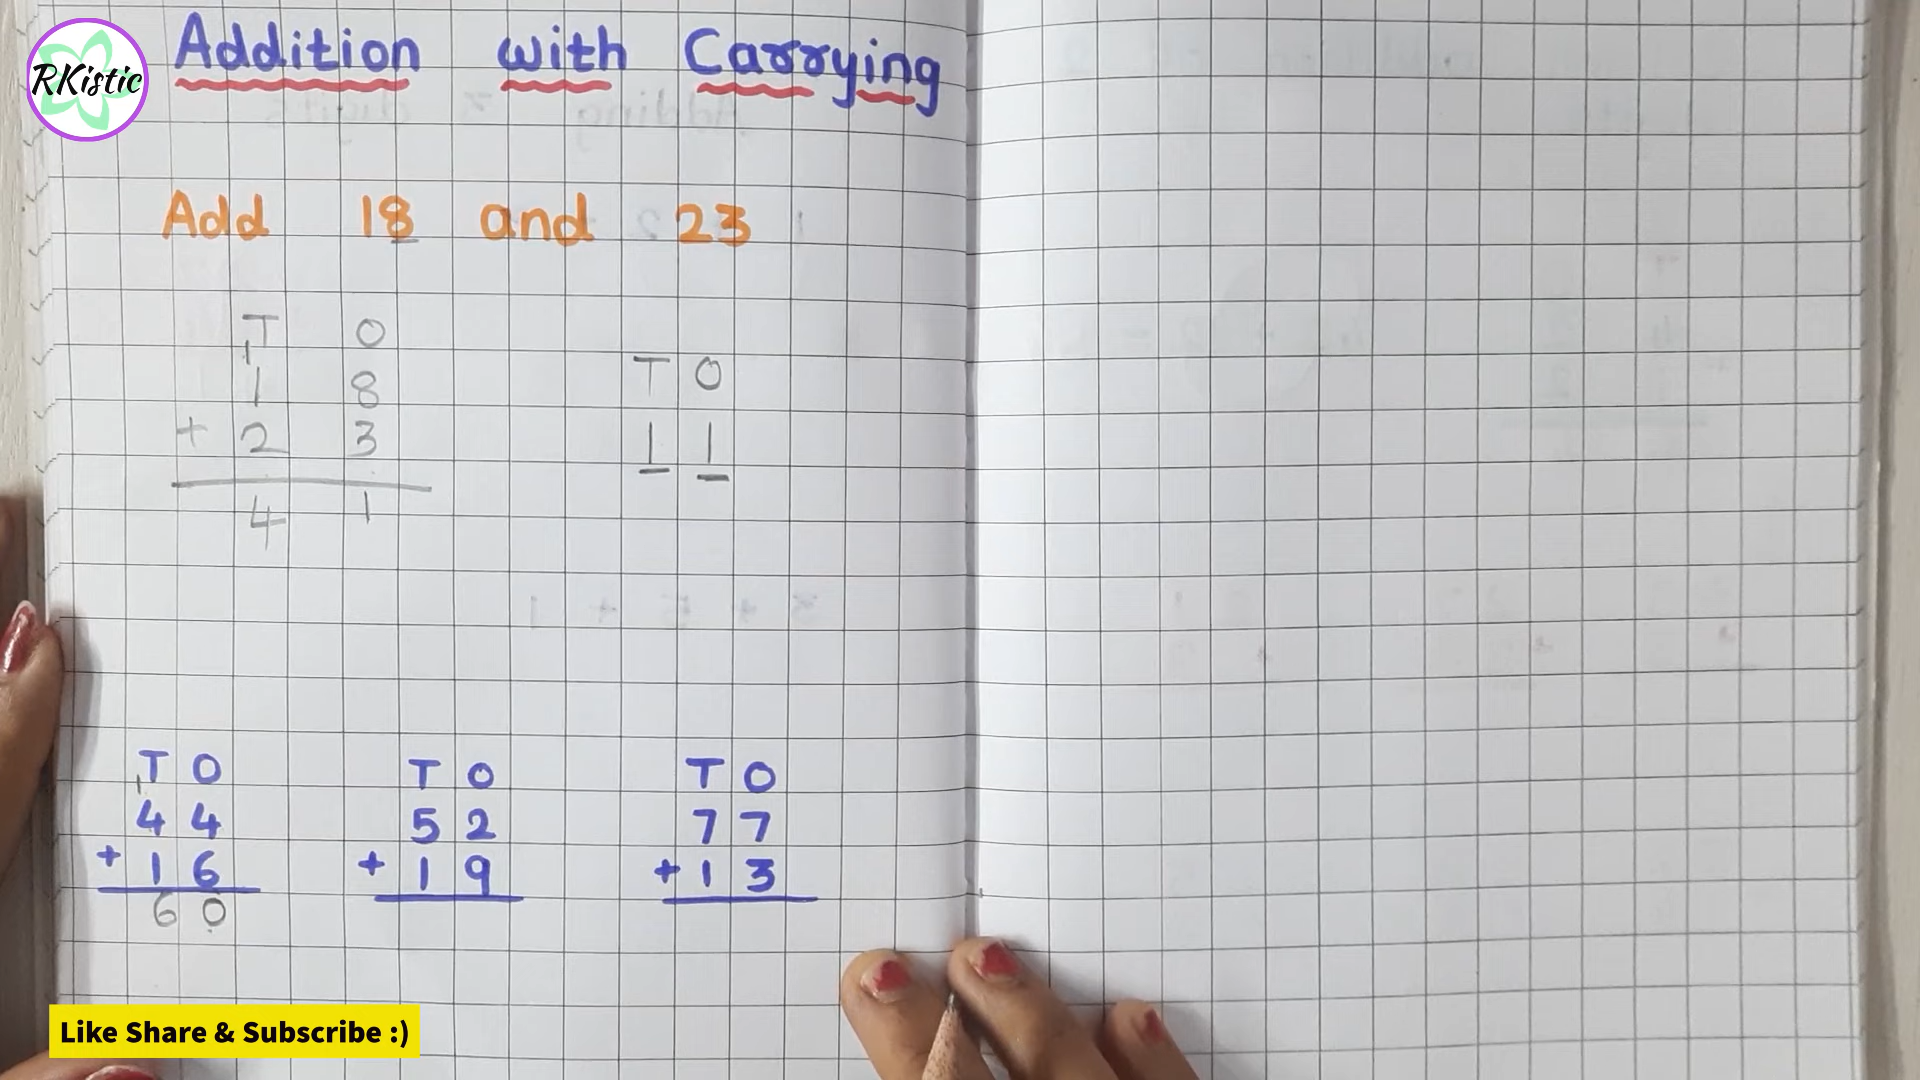 RKistic
Addition with Carrying
Add 18 and 23
T O
1
1 8
+ 2 3
4 1
T O
1 1
T O
1
4 4
+ 1 6
6 0
T O
5 2
+ 1 9
T O
7 7
+ 1 3
Like Share & Subscribe :)